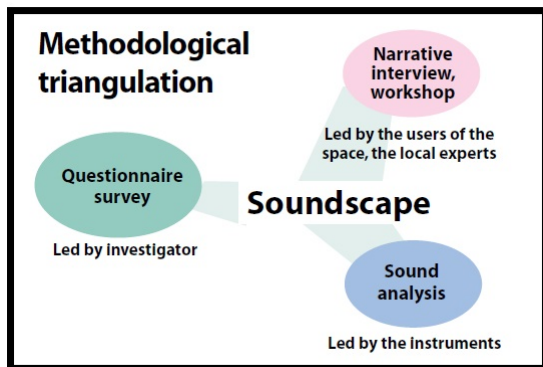 Methodological
triangulation
Narrative
interview,
workshop
Led by the users of the
space, the local experts
Questionnaire
survey
Led by investigator
Soundscape
Sound
analysis
Led by the instruments